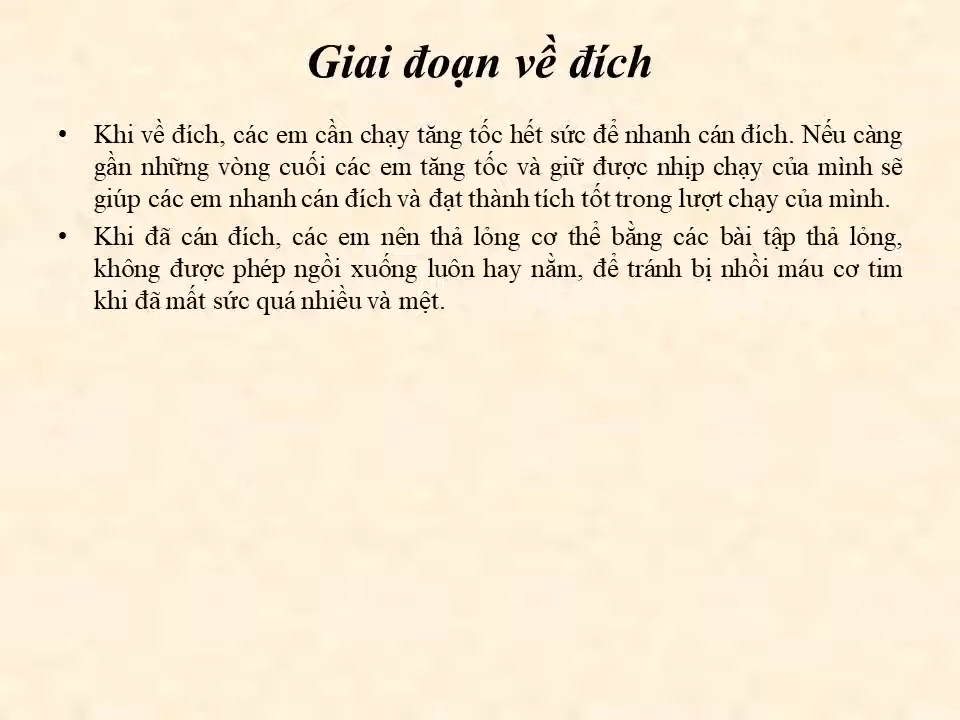 Giai đoạn về đích
• Khi về đích, các em cần chạy tăng tốc hết sức để nhanh cán đích. Nếu càng
gần những vòng cuối các em tăng tốc và giữ được nhịp chạy của mình sẽ
giúp các em nhanh cán đích và đạt thành tích tốt trong lượt chạy của mình.
• Khi đã cán đích, các em nên thả lỏng cơ thể bằng các bài tập thả lỏng,
không được phép ngồi xuống luôn hay nằm, để tránh bị nhồi máu cơ tim
khi đã mất sức quá nhiều và mệt.